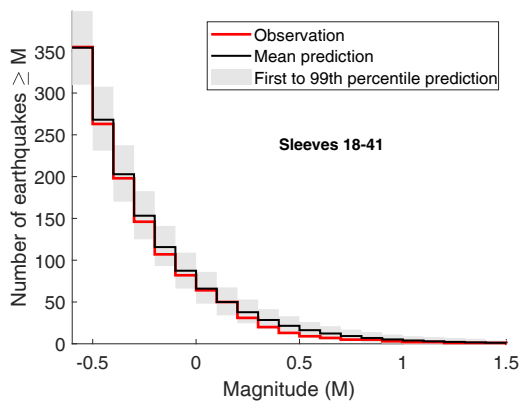 Observation
Mean prediction
First to 99th percentile prediction
Sleeves 18-41
Number of earthquakes ≥ M
350
300
250
200
150
100
50
0
-0.5
0
0.5
1
1.5
Magnitude (M)